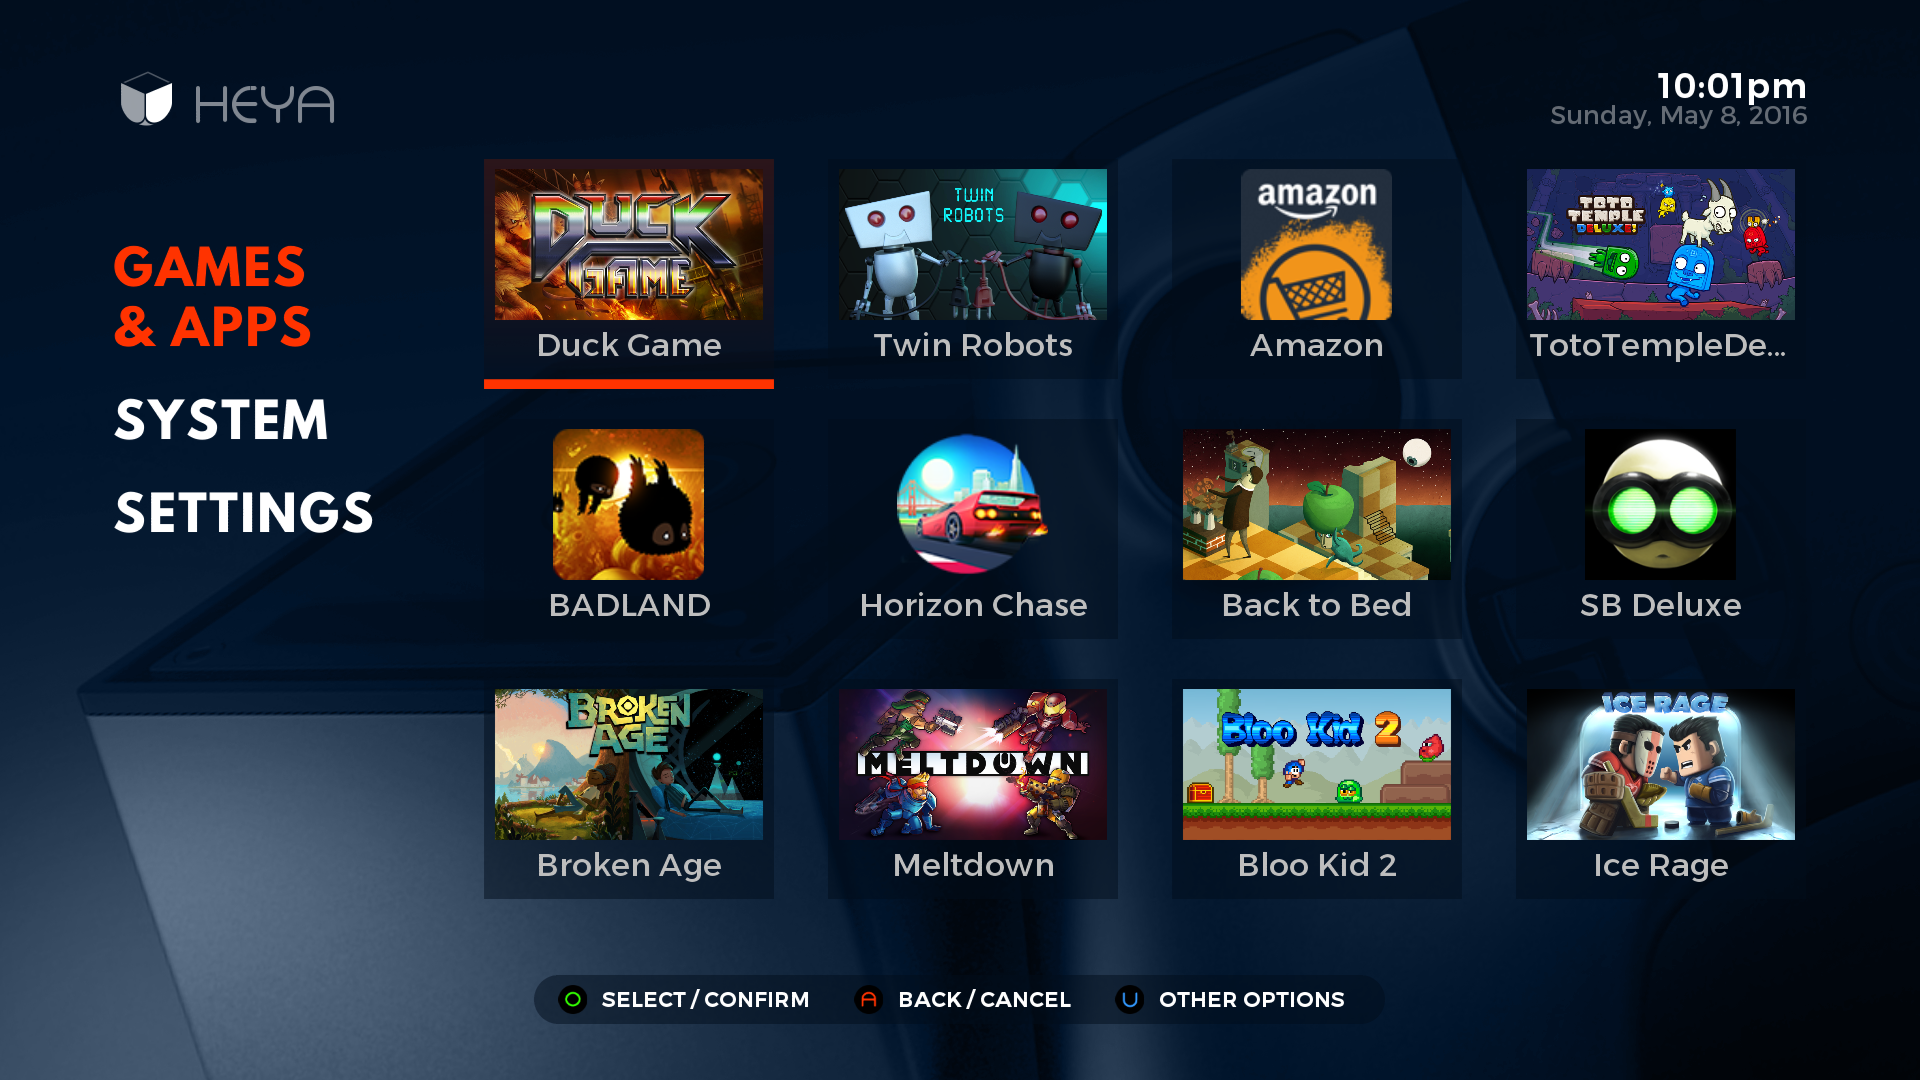 HEYA
10:01pm
Sunday, May 8, 2016
GAMES
& APPS
SYSTEM
SETTINGS
DUCK
GAME
Duck Game
TWIN
ROBOTS
Twin Robots
amazon
Amazon
TOTO
TEMPLE
DELUXE!
TotoTempleDe...
BADLAND
Horizon Chase
Back to Bed
SB Deluxe
BROKEN
AGE
Broken Age
MELTDOWN
Meltdown
Bloo Kid 2
Bloo Kid 2
ICE RAGE
Ice Rage
O SELECT / CONFIRM A BACK / CANCEL U OTHER OPTIONS